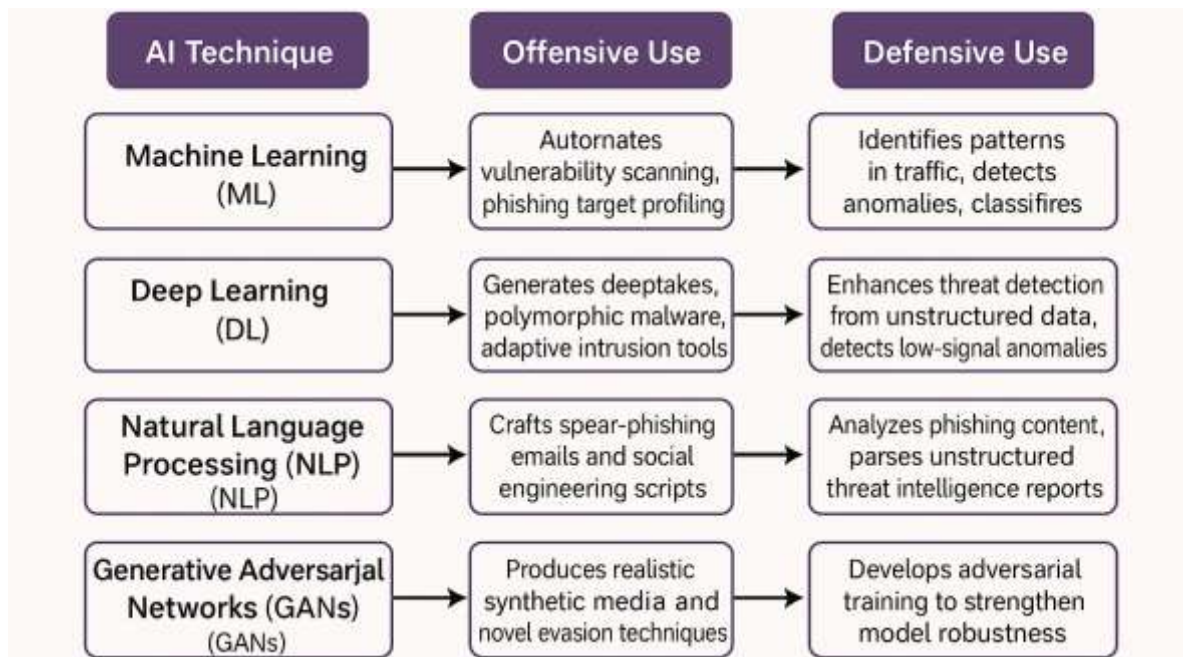 AI Technique
Offensive Use
Defensive Use
Machine Learning
(ML)
Autornates
vulnerability scanning,
phishing target profiling
Identifies patterns
in traffic, detects
anomalies, classifires
Deep Learning
(DL)
Generates deeptakes,
polymorphic malware,
adaptive intrusion tools
Enhances threat detection
from unstructured data,
detects low-signal anomalies
Natural Language
Processing (NLP)
(NLP)
Crafts spear-phishing
emails and social
engineering scripts
Analyzes phishing content,
parses unstructured
threat intelligence reports
Generative Adversarjal
Networks (GANs)
(GANs)
Produces realistic
synthetic media and
novel evasion techniques
Develops adversarial
training to strengthen
model robustness